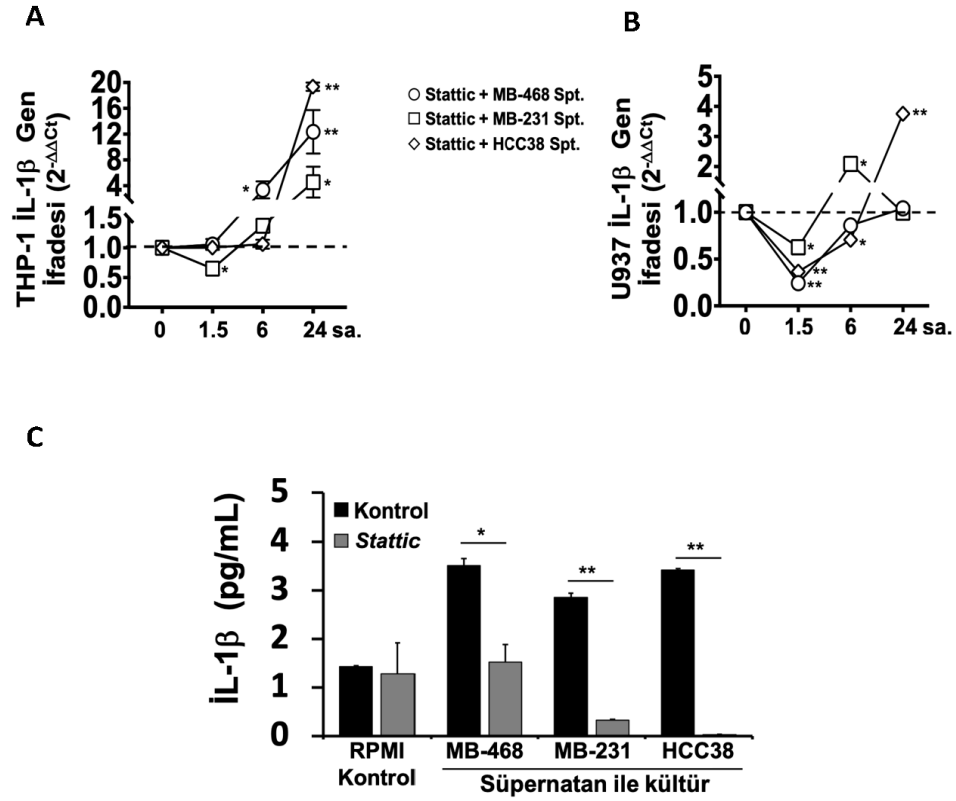 A
THP-1 İL-1β Gen
İfadesi (2-ΔΔCt)
20
16
12
8
4
1.5
1.0
0.5
0.0
0 1.5 6 24 sa.
*
*
**
**
*
Stattic + MB-468 Spt.
Stattic + MB-231 Spt.
Stattic + HCC38 Spt.
B
U937 İL-1β Gen
İfadesi (2-ΔΔCt)
5
4
3
2
1.0
0.5
0.0
0 1.5 6 24 sa.
*
**
**
*
*
**
C
İL-1β (pg/mL)
5
4
3
2
1
0
Kontrol
Stattic
*
**
**
RPMI Kontrol
MB-468 MB-231 HCC38
Süpernatan ile kültür